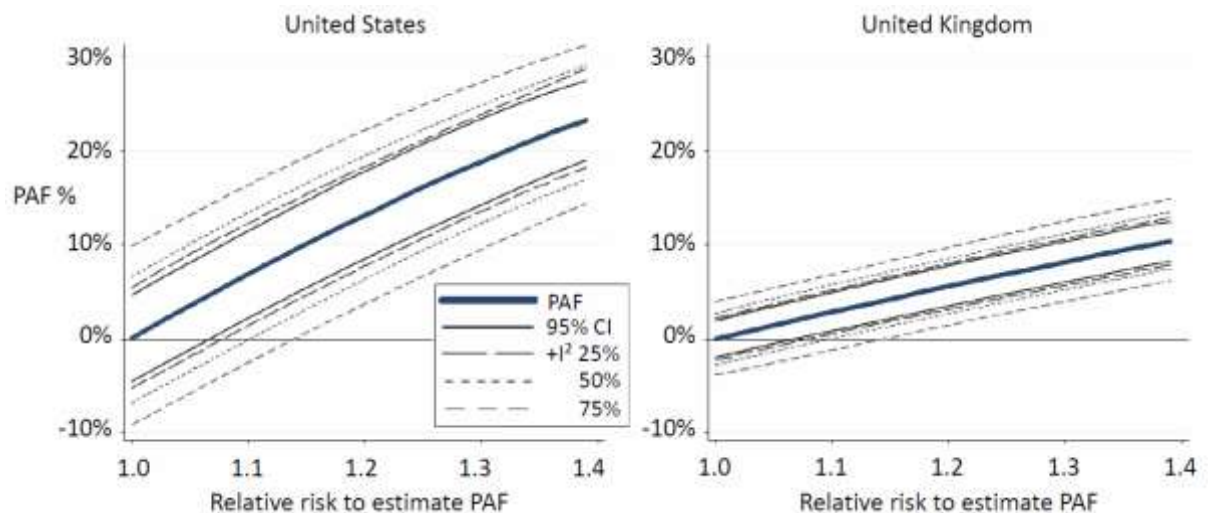 United States
United Kingdom
30%
20%
PAF %
10%
0%
-10%
1.0 1.1 1.2 1.3 1.4
Relative risk to estimate PAF
PAF
95% CI
+I² 25%
50%
75%
30%
20%
10%
0%
-10%
1.0 1.1 1.2 1.3 1.4
Relative risk to estimate PAF